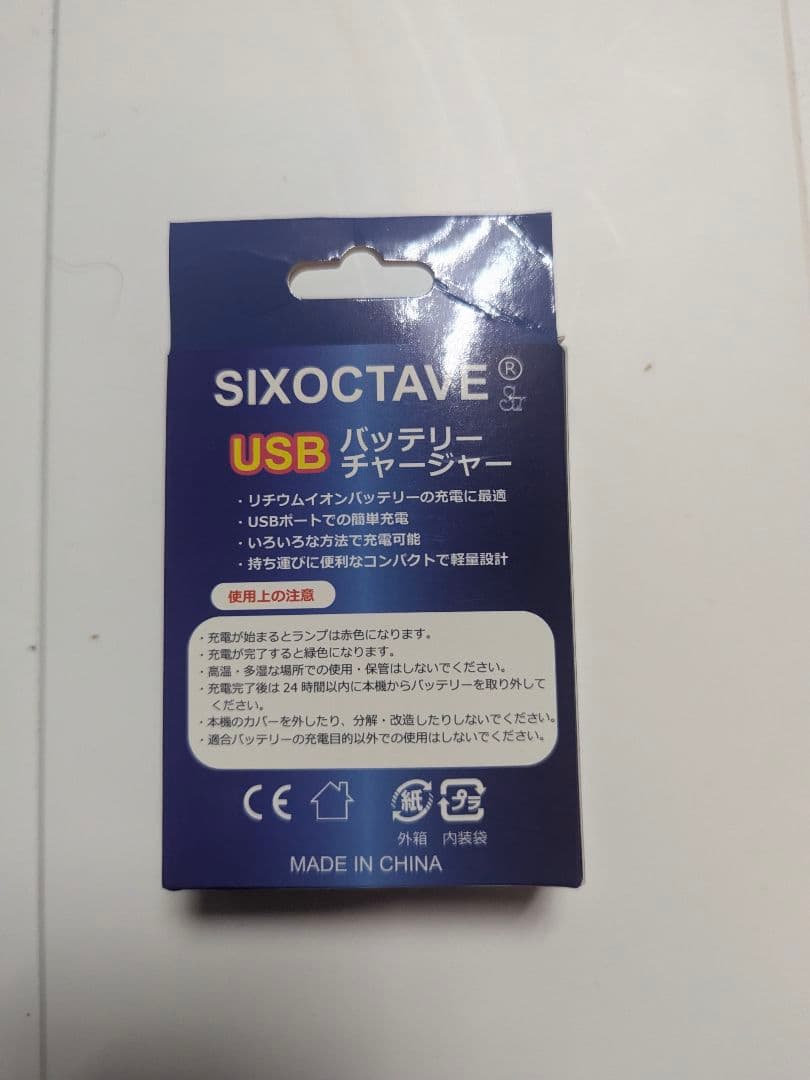 SIXOCTAVE®
USB バッテリー
チャージャー
・リチウムイオンバッテリーの充電に最適
・USBポートでの簡単充電
・いろいろな方法で充電可能
・持ち運びに便利なコンパクトで軽量設計
使用上の注意
・充電が始まるとランプは赤色になります。
・充電が完了すると緑色になります。
・高温・多湿な場所での使用・保管はしないでください。
・充電完了後は 24 時間以内に本機からバッテリーを取り外して
ください。
・本機のカバーを外したり、分解・改造したりしないでください。
・適合バッテリーの充電目的以外での使用はしないでください。
CE 紙 プラ
外箱 内装袋
MADE IN CHINA